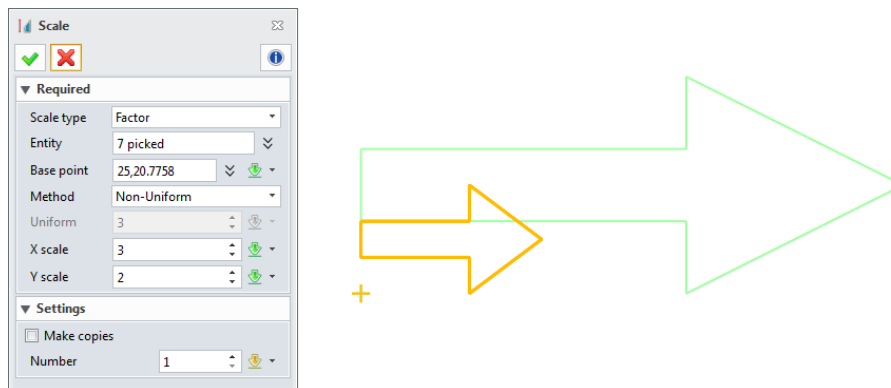 Scale
Required
Scale type Factor
Entity 7 picked
Base point 25,20.7758
Method Non-Uniform
Uniform 3
X scale 3
Y scale 2
Settings
Make copies
Number 1